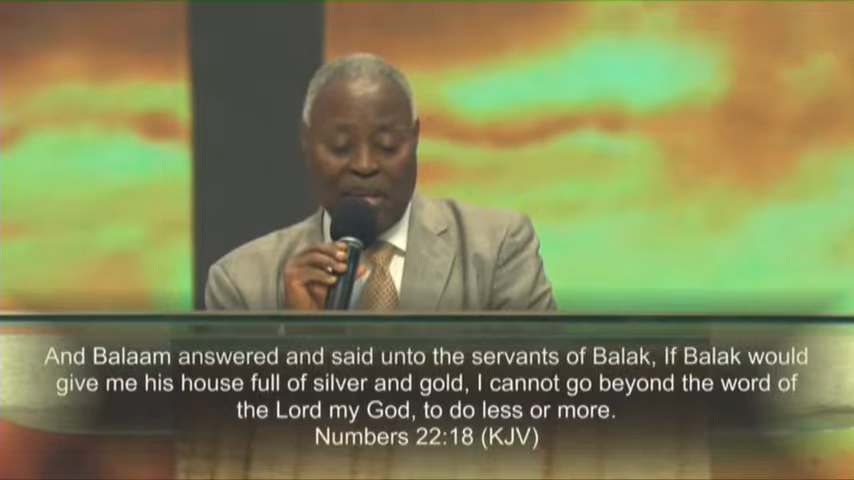 And Balaam answered and said unto the servants of Balak, If Balak would
give me his house full of silver and gold, I cannot go beyond the word of
the Lord my God, to do less or more.
Numbers 22:18 (KJV)